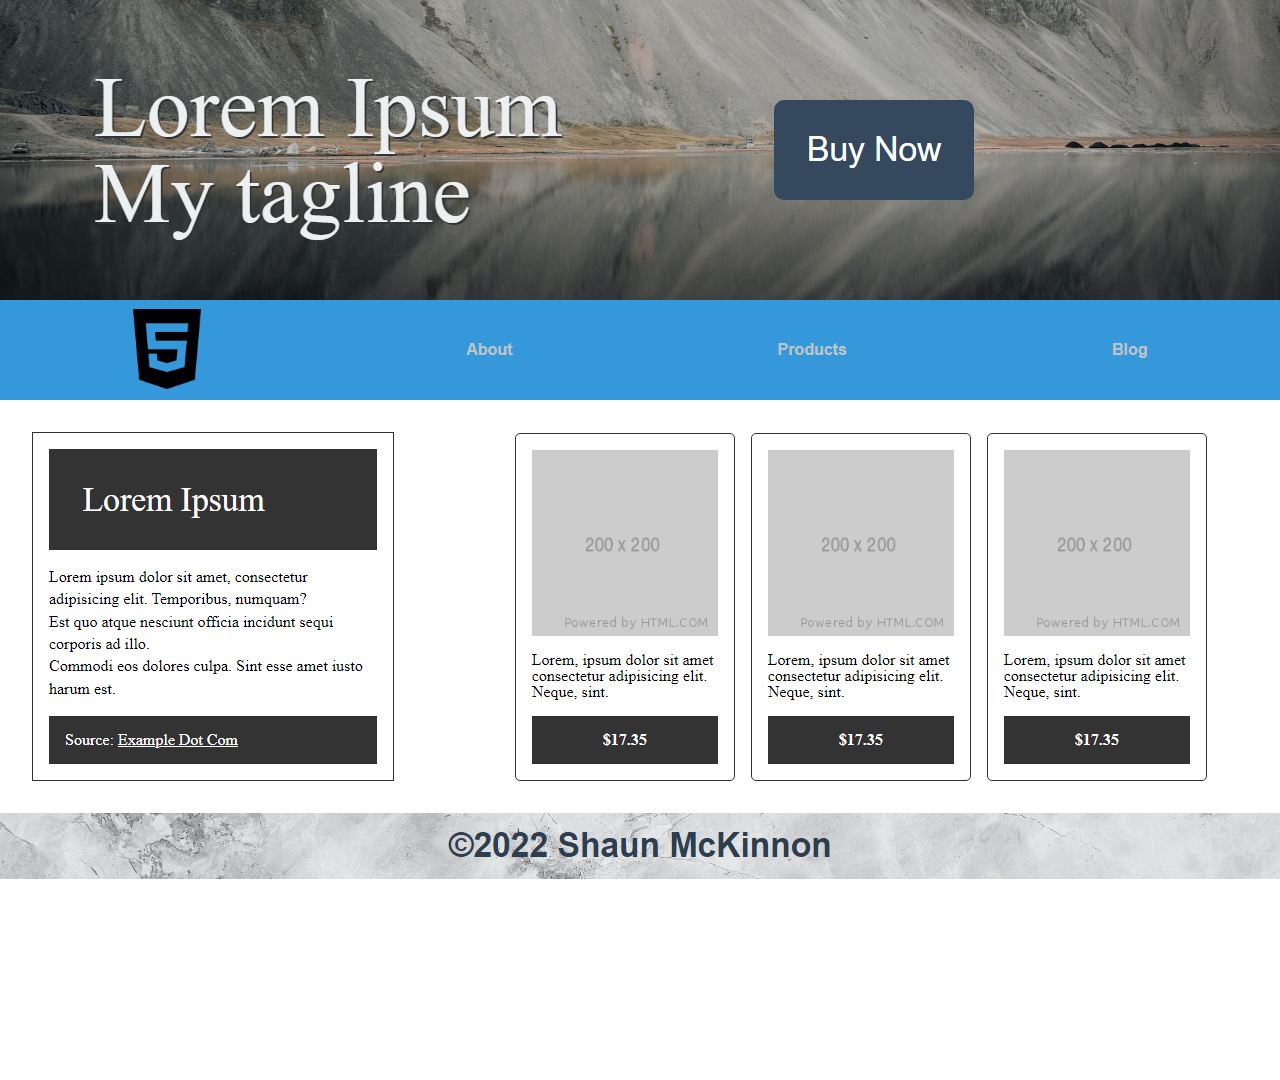 Lorem Ipsum
My tagline
Buy Now
5
About
Products
Blog
Lorem Ipsum
Lorem ipsum dolor sit amet, consectetur
adipisicing elit. Temporibus, numquam?
Est quo atque nesciunt officia incidunt sequi
corporis ad illo.
Commodi eos dolores culpa. Sint esse amet iusto
harum est.
Source: Example Dot Com
200 x 200
Powered by HTML.COM
Lorem, ipsum dolor sit amet
consectetur adipisicing elit.
Neque, sint.
$17.35
200 x 200
Powered by HTML.COM
Lorem, ipsum dolor sit amet
consectetur adipisicing elit.
Neque, sint.
$17.35
200 x 200
Powered by HTML.COM
Lorem, ipsum dolor sit amet
consectetur adipisicing elit.
Neque, sint.
$17.35
©2022 Shaun McKinnon